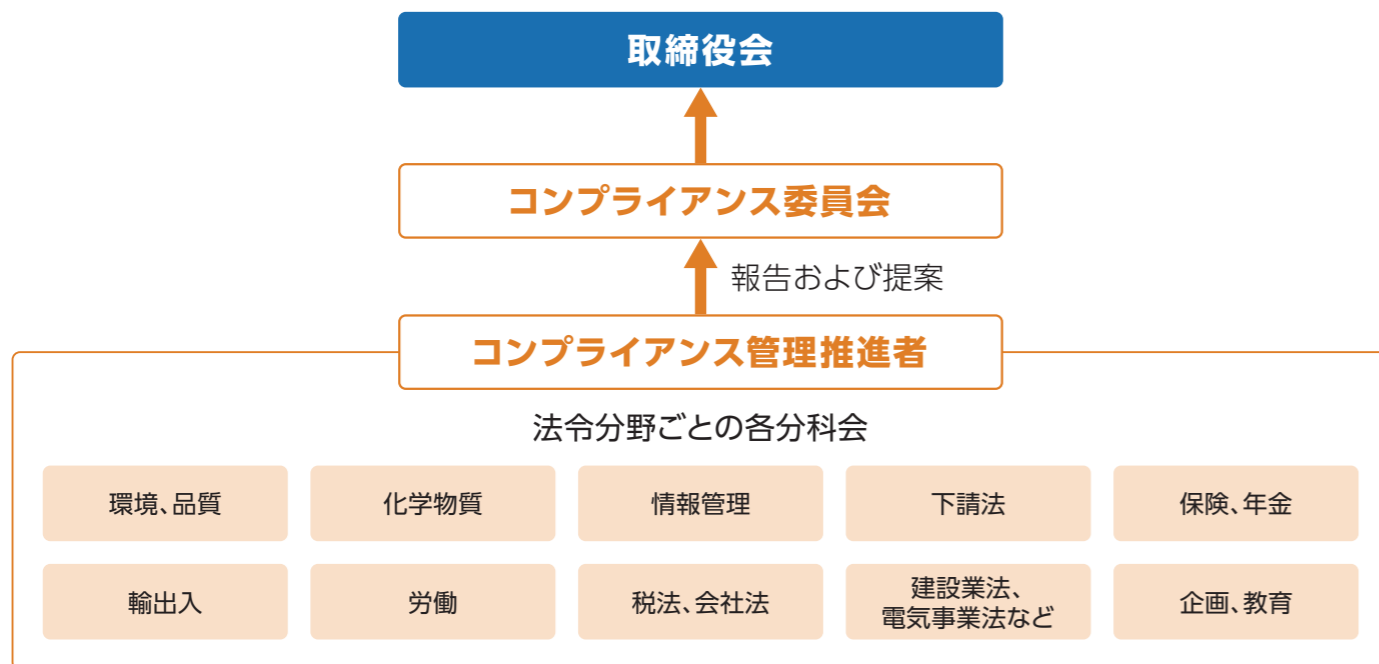 取締役会
コンプライアンス委員会
報告および提案
コンプライアンス管理推進者
法令分野ごとの各分科会
環境、品質
化学物質
情報管理
下請法
保険、年金
輸出入
労働
税法、会社法
建設業法、
電気事業法など
企画、教育